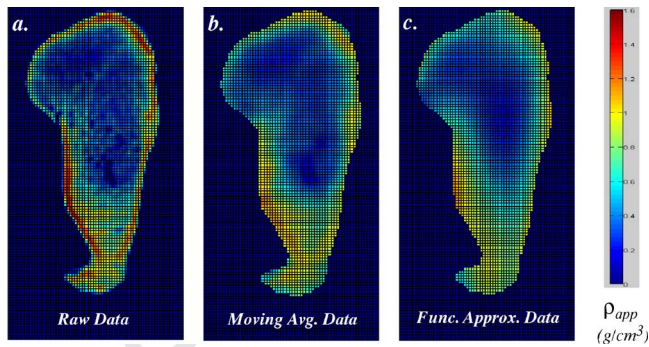 a.
b.
c.
Raw Data
Moving Avg. Data
Func. Approx. Data
1.6
1.4
1.2
1
0.8
0.6
0.4
0.2
0
ρapp
(g/cm³)